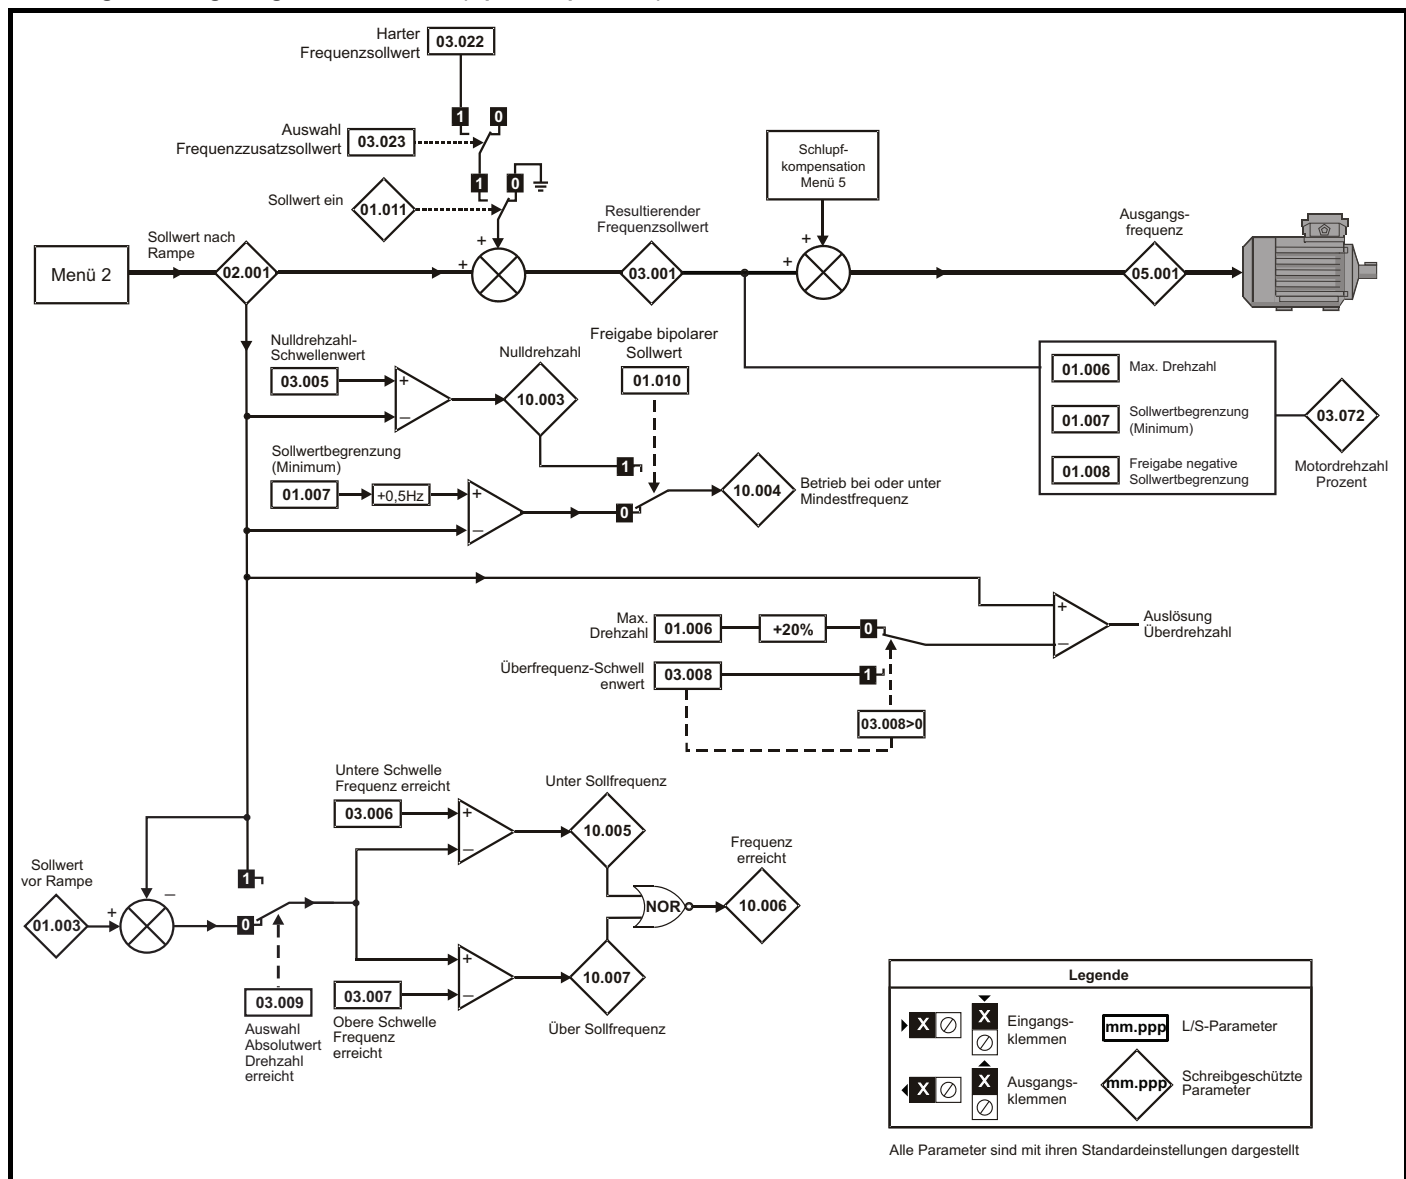 Harter
Frequenzsollwert
03.022
1
0
Auswahl
Frequenzzusatzsollwert
03.023
1
0
Sollwert ein
01.011
Schlupf-
kompensation
Menü 5
Resultierender
Frequenzsollwert
Ausgangs-
frequenz
Sollwert nach
Rampe
+
+
+
+
Menü 2
02.001
03.001
05.001
Nulldrehzahl-
Schwellenwert
03.005
+
–
Nulldrehzahl
10.003
Freigabe bipolarer
Sollwert
01.010
01.006
Max. Drehzahl
01.007
Sollwertbegrenzung
(Minimum)
01.008
Freigabe negative
Sollwertbegrenzung
03.072
Motordrehzahl
Prozent
Sollwertbegrenzung
(Minimum)
01.007
+0,5Hz
+
–
1
0
10.004
Betrieb bei oder unter
Mindestfrequenz
Max.
Drehzahl
01.006
+20%
0
+
–
Auslösung
Überdrehzahl
Überfrequenz-Schwell
enwert
03.008
1
03.008>0
Untere Schwelle
Frequenz erreicht
03.006
+
–
Unter Sollfrequenz
10.005
Sollwert
vor Rampe
01.003
+
–
1
0
NOR
Frequenz
erreicht
10.006
03.009
Auswahl
Absolutwert
Drehzahl
erreicht
03.007
Obere Schwelle
Frequenz
erreicht
+
–
10.007
Über Sollfrequenz
Legende
X
X
Eingangs-
klemmen
mm.ppp
L/S-Parameter
X
X
Ausgangs-
klemmen
mm.ppp
Schreibgeschützte
Parameter
Alle Parameter sind mit ihren Standardeinstellungen dargestellt